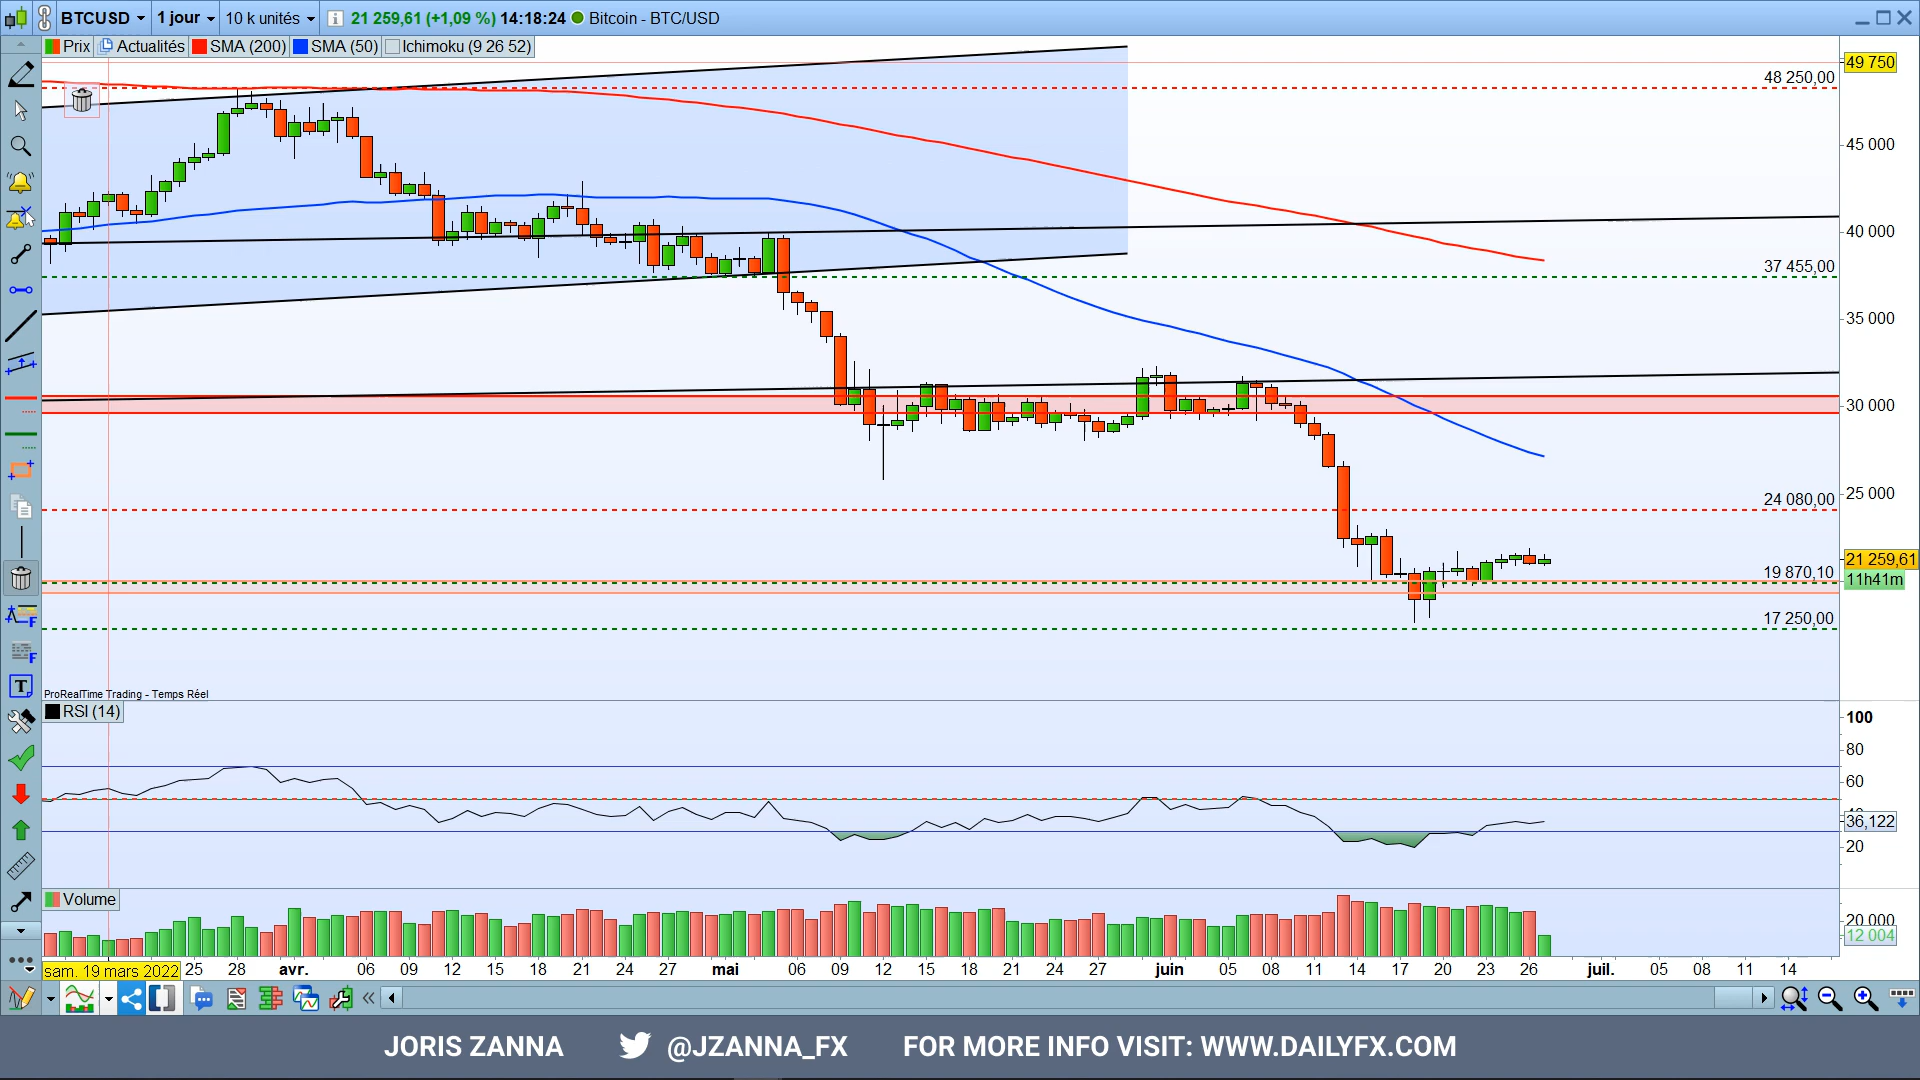 BTCUSD 1 jour 10 k unités i 21 259,61 (+1,09 %) 14:18:24 Bitcoin - BTC/USD
Prix Actualités SMA (200) SMA (50) Ichimoku (9 26 52)
49 750
48 250,00
45 000
40 000
37 455,00
35 000
30 000
25 000
24 080,00
21 259,61
19 870,10 11h41m
17 250,00
ProRealTime Trading - Temps Réel
RSI (14)
100
80
60
40
36,122
20
Volume
20 000
12 004
sam. 19 mars 2022 25 28 avr. 06 09 12 15 18 21 24 27 mai 06 09 12 15 18 21 24 27 juin 05 08 11 14 17 20 23 26 juil. 05 08 11 14
JORIS ZANNA @JZANNA_FX FOR MORE INFO VISIT: WWW.DAILYFX.COM